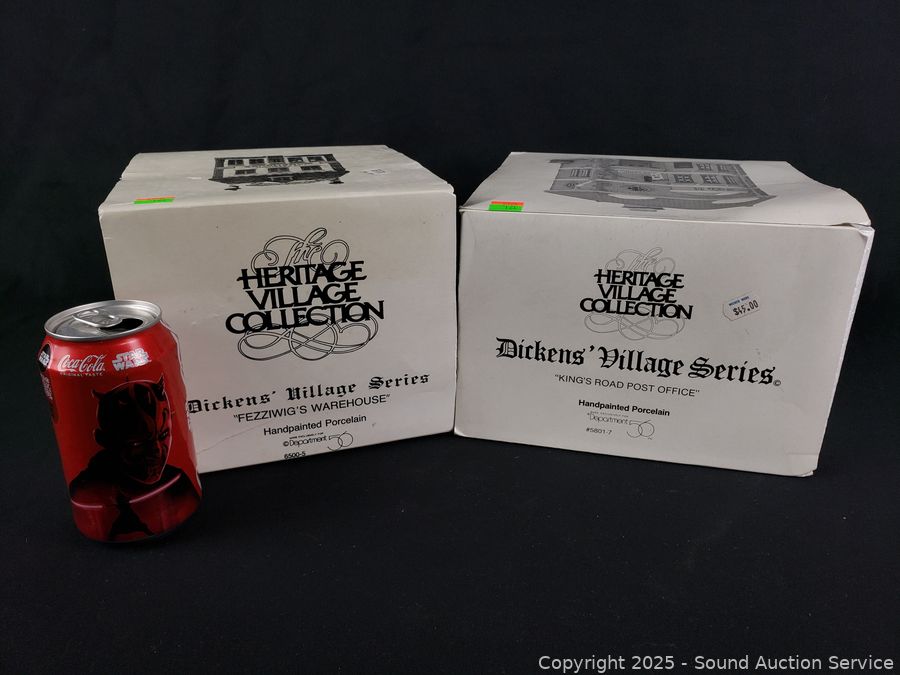 The
HERITAGE
VILLAGE
COLLECTION
Dickens' Village Series
"FEZZIWIG'S WAREHOUSE"
Handpainted Porcelain
©Department 56
6500-5
The
HERITAGE
VILLAGE
COLLECTION
Dickens' Village Series©
"KING'S ROAD POST OFFICE"
Handpainted Porcelain
Department 56
#5801-7
Coca-Cola
ORIGINAL TASTE
STAR WARS
Copyright 2025 - Sound Auction Service